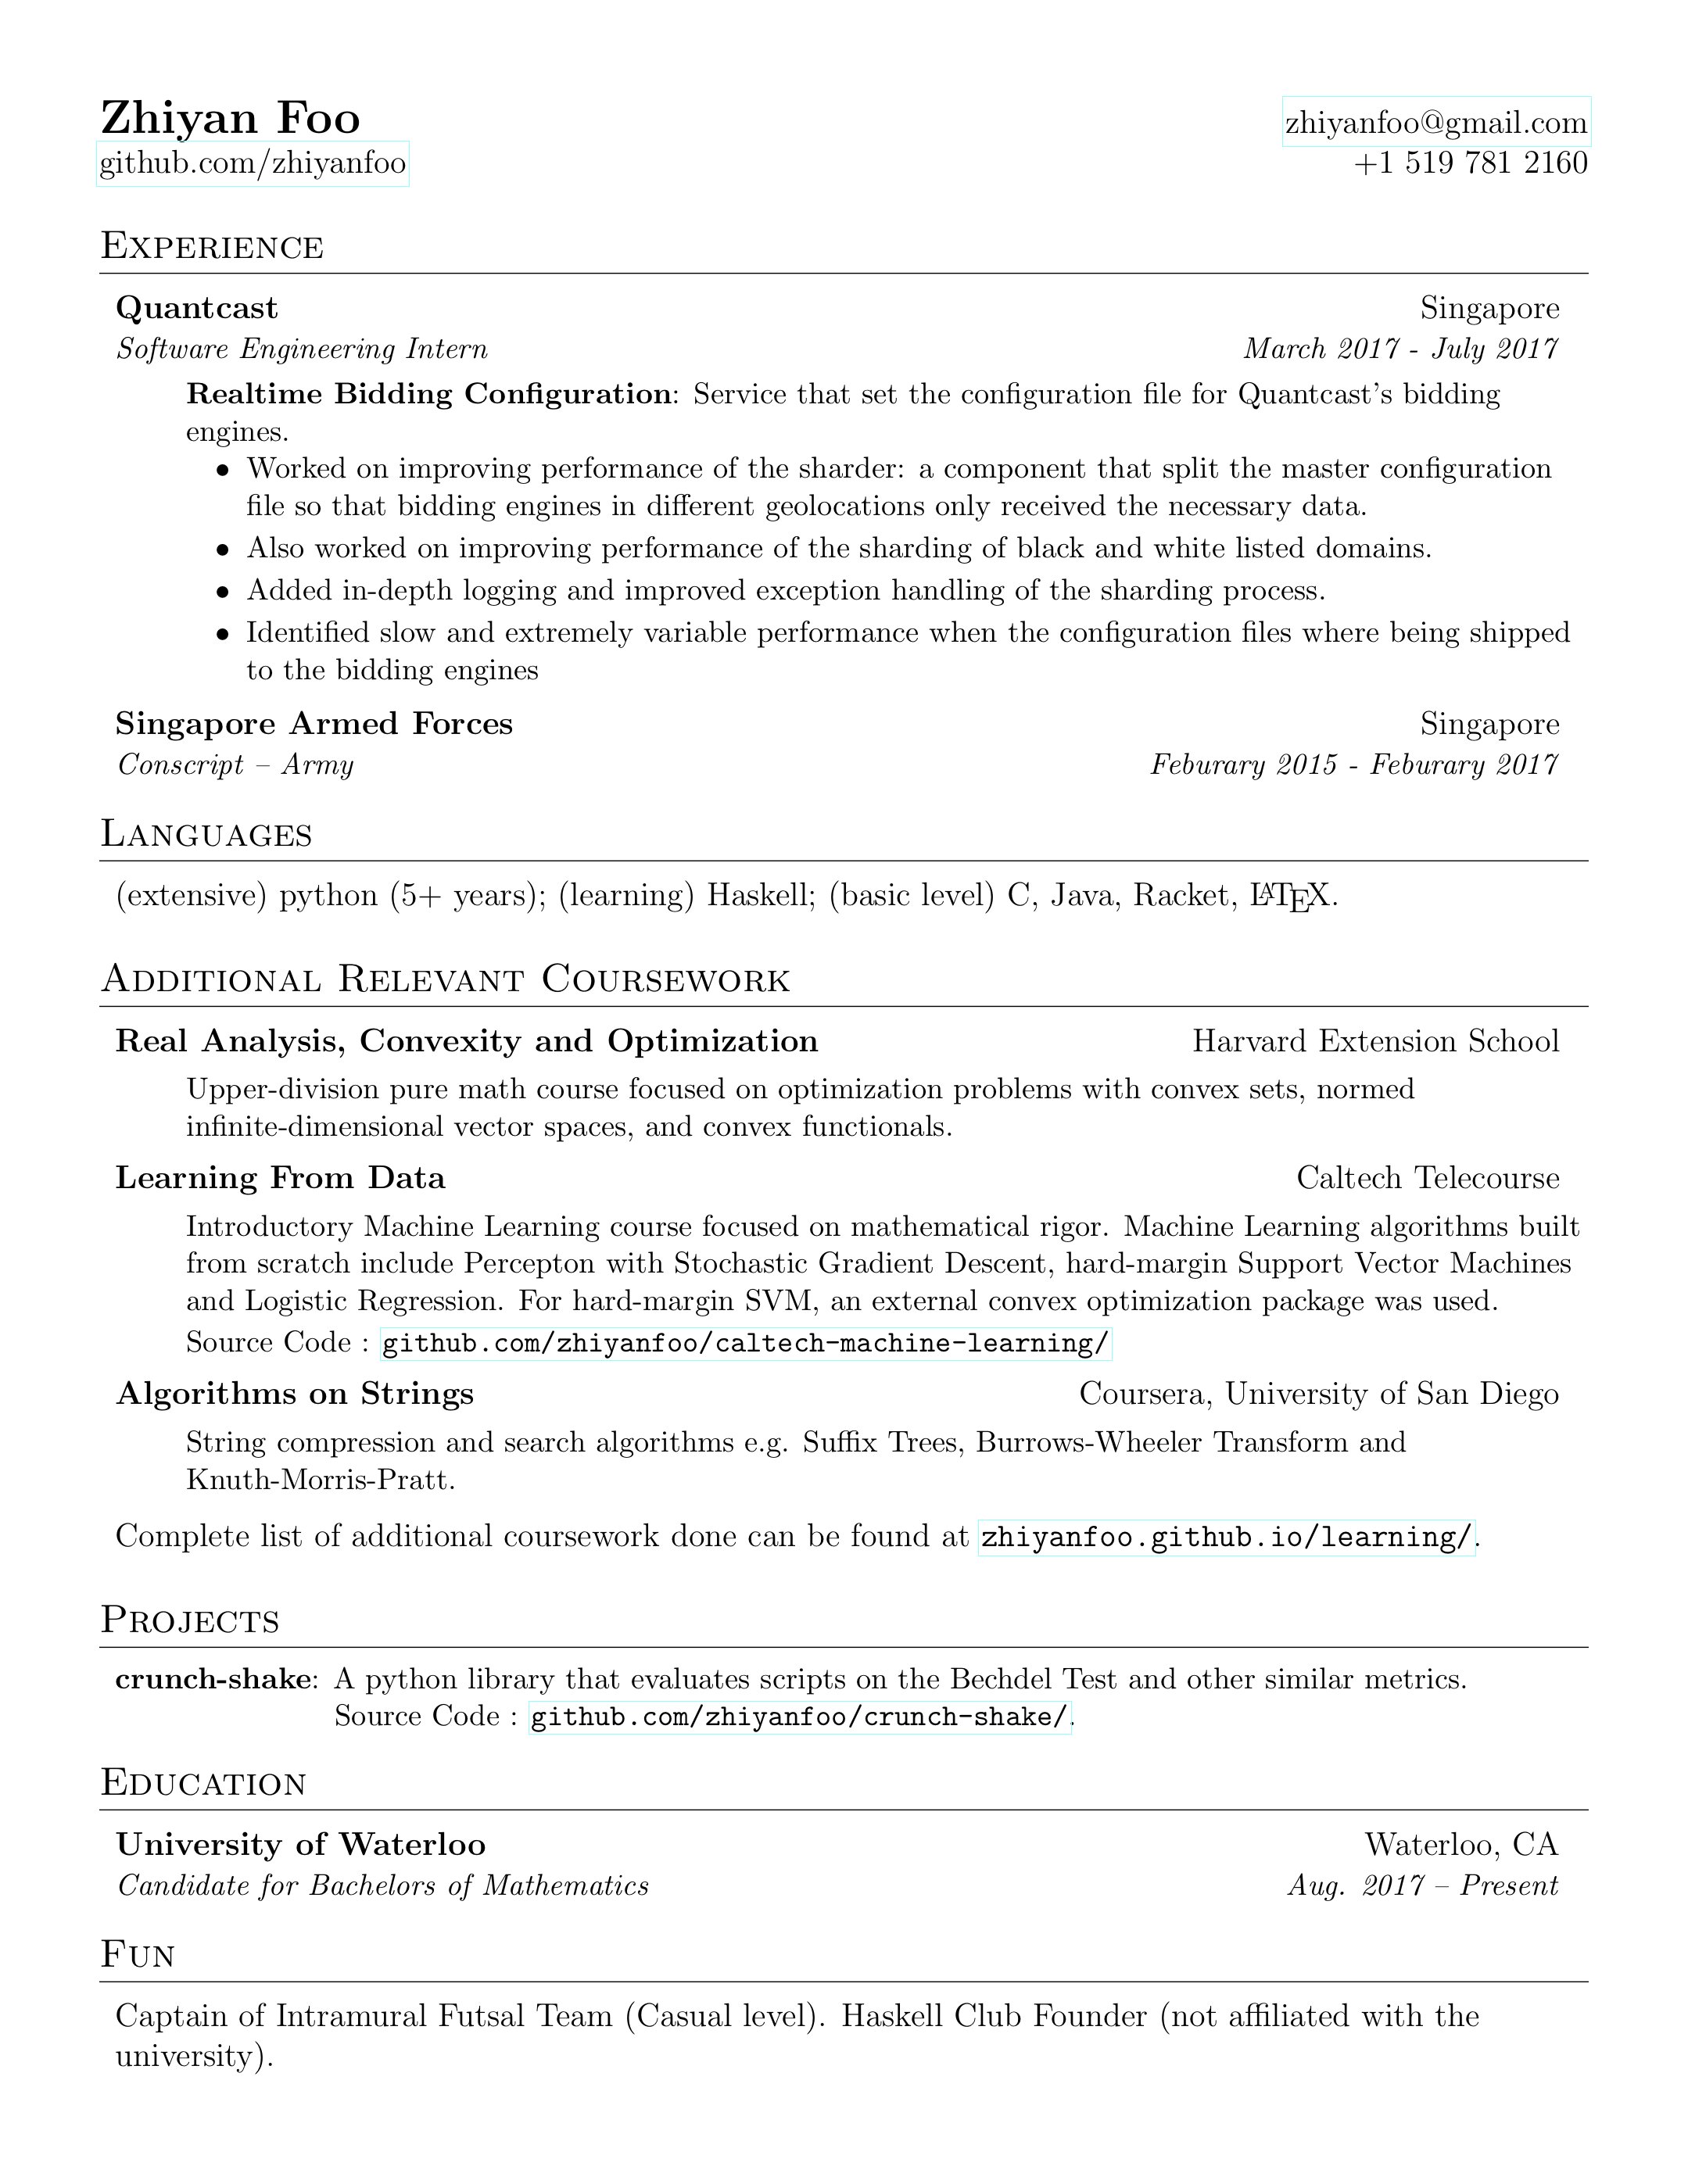 Zhiyan Foo
zhiyanfoo@gmail.com
github.com/zhiyanfoo
+1 519 781 2160
Experience
Quantcast
Singapore
Software Engineering Intern
March 2017 - July 2017
Realtime Bidding Configuration: Service that set the configuration file for Quantcast's bidding
engines.
• Worked on improving performance of the sharder: a component that split the master configuration
file so that bidding engines in different geolocations only received the necessary data.
• Also worked on improving performance of the sharding of black and white listed domains.
• Added in-depth logging and improved exception handling of the sharding process.
• Identified slow and extremely variable performance when the configuration files where being shipped
to the bidding engines
Singapore Armed Forces
Singapore
Conscript – Army
Feburary 2015 - Feburary 2017
Languages
(extensive) python (5+ years); (learning) Haskell; (basic level) C, Java, Racket, LATEX.
Additional Relevant Coursework
Real Analysis, Convexity and Optimization
Harvard Extension School
Upper-division pure math course focused on optimization problems with convex sets, normed
infinite-dimensional vector spaces, and convex functionals.
Learning From Data
Caltech Telecourse
Introductory Machine Learning course focused on mathematical rigor. Machine Learning algorithms built
from scratch include Percepton with Stochastic Gradient Descent, hard-margin Support Vector Machines
and Logistic Regression. For hard-margin SVM, an external convex optimization package was used.
Source Code : github.com/zhiyanfoo/caltech-machine-learning/
Algorithms on Strings
Coursera, University of San Diego
String compression and search algorithms e.g. Suffix Trees, Burrows-Wheeler Transform and
Knuth-Morris-Pratt.
Complete list of additional coursework done can be found at zhiyanfoo.github.io/learning/.
Projects
crunch-shake: A python library that evaluates scripts on the Bechdel Test and other similar metrics.
Source Code : github.com/zhiyanfoo/crunch-shake/.
Education
University of Waterloo
Waterloo, CA
Candidate for Bachelors of Mathematics
Aug. 2017 – Present
Fun
Captain of Intramural Futsal Team (Casual level). Haskell Club Founder (not affiliated with the
university).